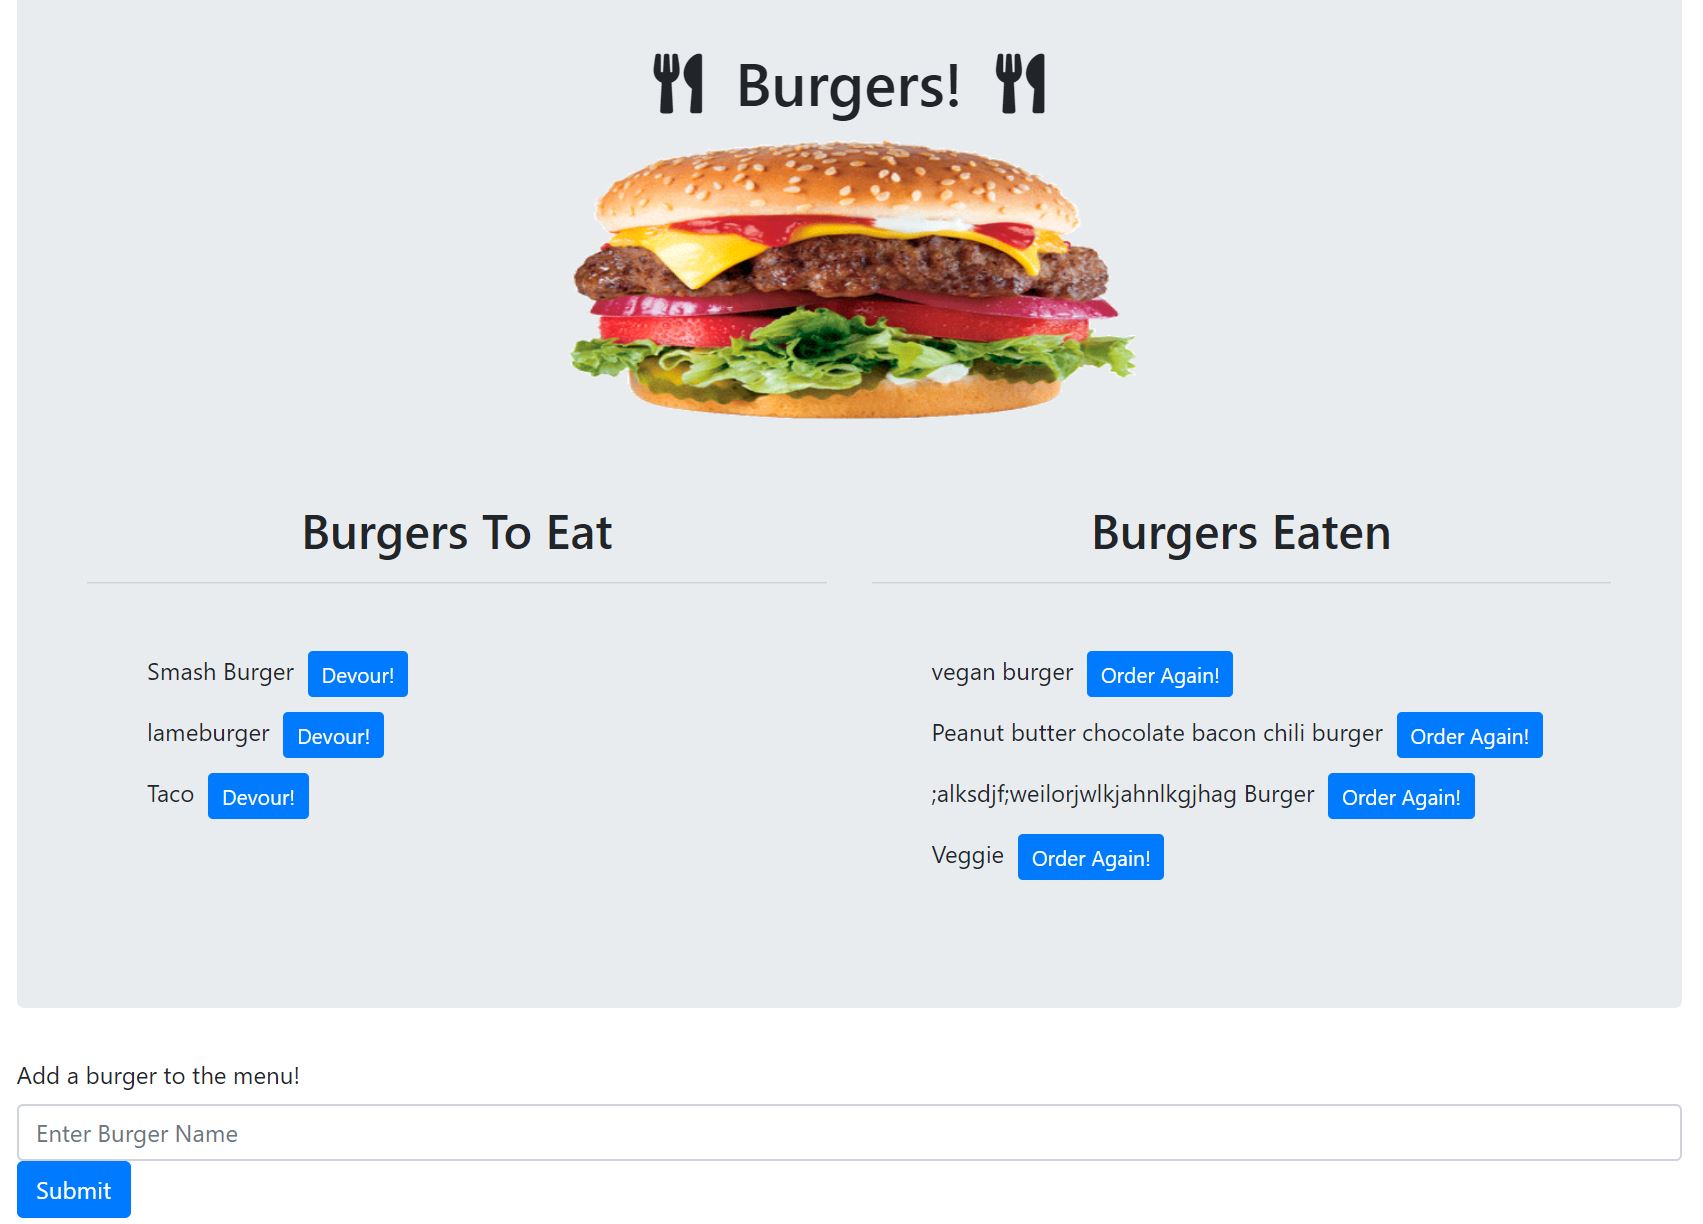 Burgers!
Burgers To Eat
Smash Burger Devour!
lameburger Devour!
Taco Devour!
Burgers Eaten
vegan burger Order Again!
Peanut butter chocolate bacon chili burger Order Again!
;alksdjf;weilorjwlkjahnlkgjhag Burger Order Again!
Veggie Order Again!
Add a burger to the menu!
Enter Burger Name
Submit